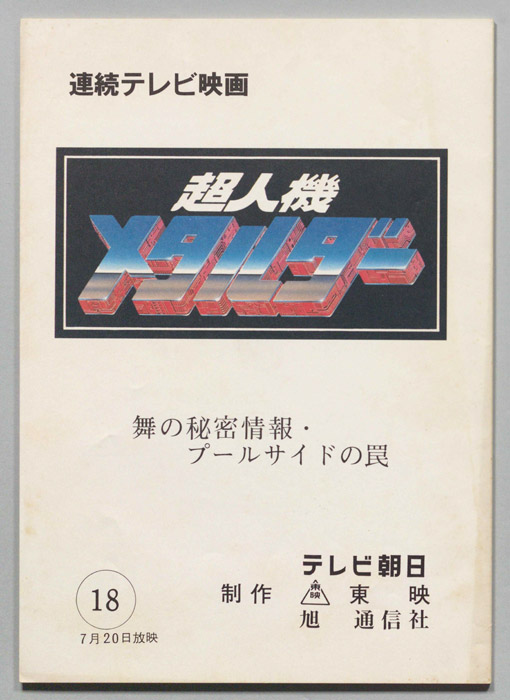 連続テレビ映画
超人機
メタルダー
舞の秘密情報・
プールサイドの罠
テレビ朝日
制作 東映 東映
旭通信社
18
7月20日放映